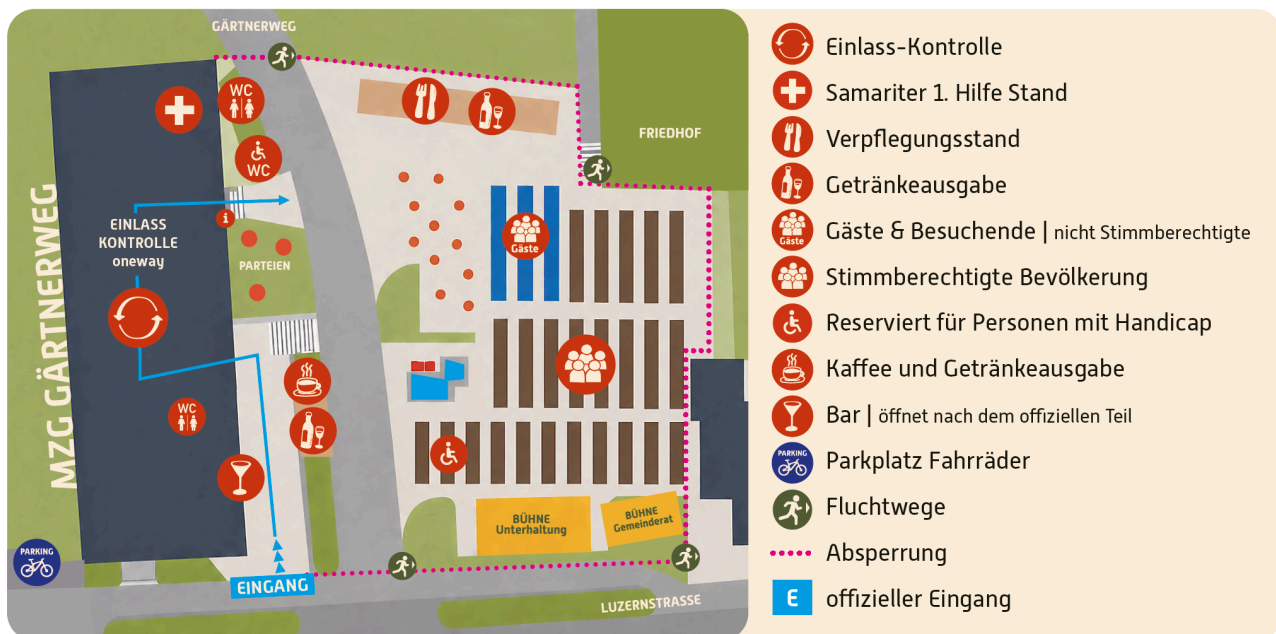 GÄRTNERWEG
WC
WC
FRIEDHOF
MZG GÄRTNERWEG
EINLASS
KONTROLLE
oneway
i
PARTEIEN
Gäste
WC
BÜHNE
Unterhaltung
BÜHNE
Gemeinderat
PARKING
EINGANG
LUZERNSTRASSE
Einlass-Kontrolle
Samariter 1. Hilfe Stand
Verpflegungsstand
Getränkeausgabe
Gäste
Gäste & Besuchende | nicht Stimmberechtigte
Stimmberechtigte Bevölkerung
Reserviert für Personen mit Handicap
Kaffee und Getränkeausgabe
Bar | öffnet nach dem offiziellen Teil
PARKING
Parkplatz Fahrräder
Fluchtwege
Absperrung
E
offizieller Eingang